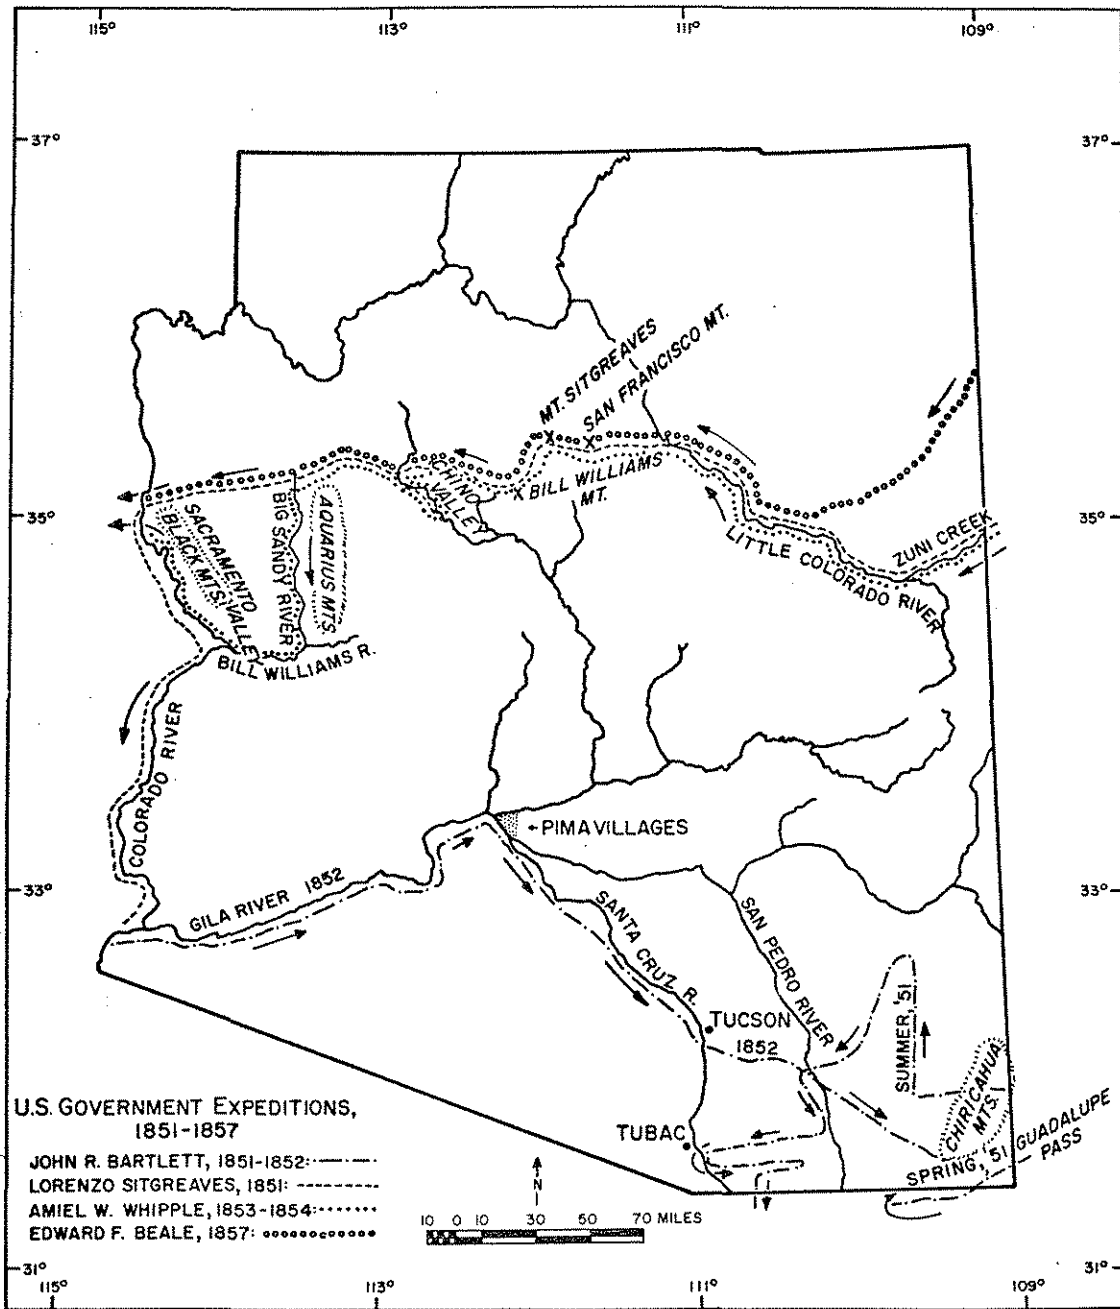 115°
113°
111°
109°
37°
37°
MT. SITGREAVES
SAN FRANCISCO MT.
BILL WILLIAMS
MT.
CHINO
VALLEY
35°
35°
SACRAMENTO
VALLEY
BLACK MTS.
BIG SANDY RIVER
AQUARIUS MTS.
ZUNI CREEK
LITTLE COLORADO RIVER
BILL WILLIAMS R.
COLORADO RIVER
PIMA VILLAGES
33°
33°
GILA RIVER 1852
SANTA CRUZ R.
SAN PEDRO RIVER
TUCSON
1852
SUMMER, '51
CHIRICAHUA
MTS.
GUADALUPE
PASS
SPRING, '51
TUBAC
U.S. GOVERNMENT EXPEDITIONS,
1851-1857
JOHN R. BARTLETT, 1851-1852:
LORENZO SITGREAVES, 1851:
AMIEL W. WHIPPLE, 1853-1854:
EDWARD F. BEALE, 1857:
N
10 0 10 30 50 70 MILES
31°
31°
115°
113°
111°
109°